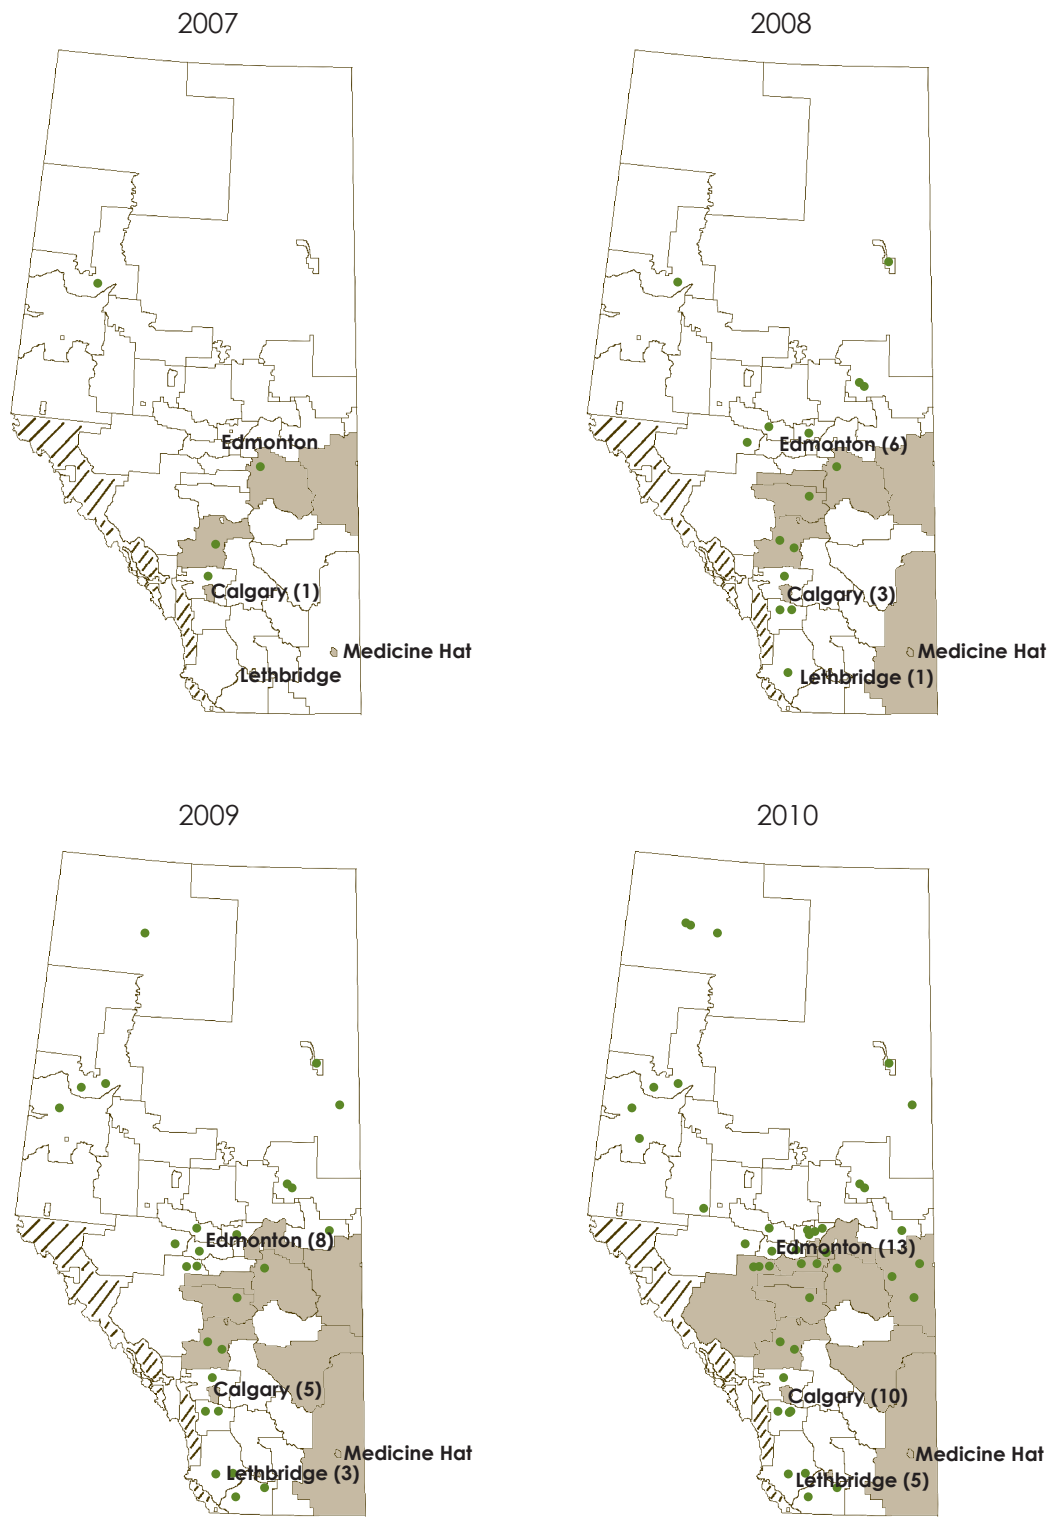 2007
2008
Edmonton
Calgary (1)
Medicine Hat
Lethbridge
Edmonton (6)
Calgary (3)
Medicine Hat
Lethbridge (1)
2009
2010
Edmonton (8)
Calgary (5)
Medicine Hat
Lethbridge (3)
Edmonton (13)
Calgary (10)
Medicine Hat
Lethbridge (5)